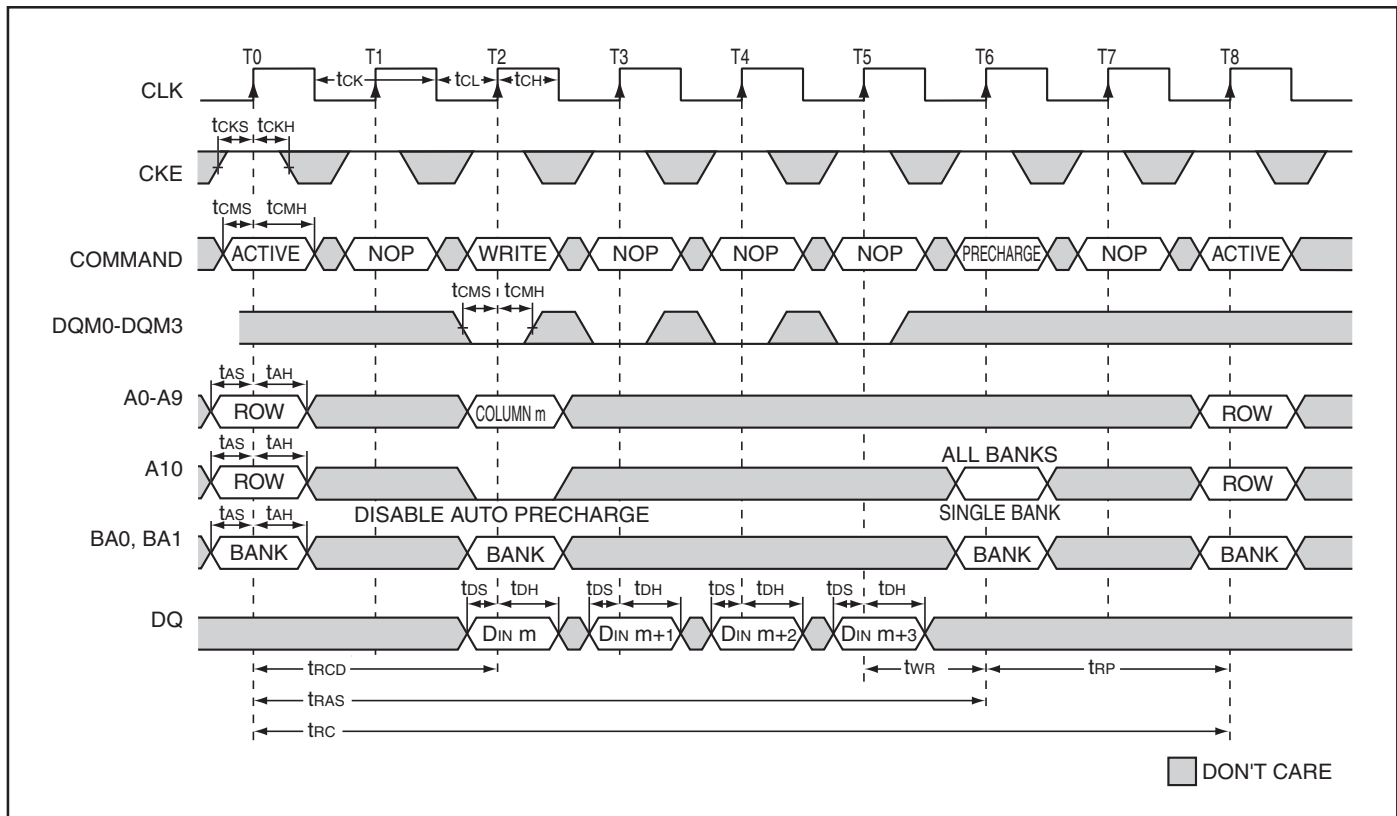 T0 T1 T2 T3 T4 T5 T6 T7 T8
CLK tCK tCL tCH
tCKS tCKH
CKE
tCMS tCMH
COMMAND ACTIVE NOP WRITE NOP NOP NOP PRECHARGE NOP ACTIVE
tCMS tCMH
DQM0-DQM3
tAS tAH
A0-A9 ROW COLUMN m ROW
tAS tAH ALL BANKS
A10 ROW ROW
tAS tAH DISABLE AUTO PRECHARGE SINGLE BANK
BA0, BA1 BANK BANK BANK BANK
tDS tDH tDS tDH tDS tDH tDS tDH
DQ DIN m DIN m+1 DIN m+2 DIN m+3
tRCD tWR tRP
tRAS
tRC
DON'T CARE